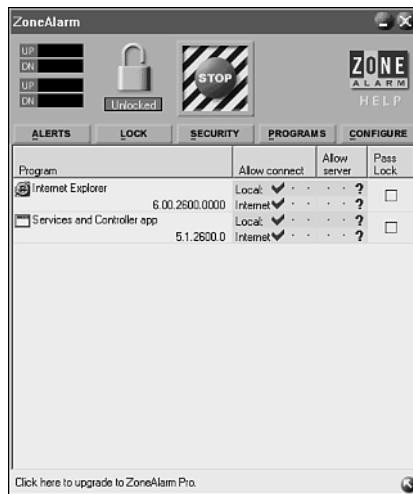 ZoneAlarm
UP
DN
UP
DN
Unlocked
STOP
ZONE
ALARM
HELP
ALERTS LOCK SECURITY PROGRAMS CONFIGURE
Program Allow connect Allow server Pass Lock
Internet Explorer Local: ?
6.00.2600.0000 Internet ?
Services and Controller app Local: ?
5.1.2600.0 Internet ?
Click here to upgrade to ZoneAlarm Pro.